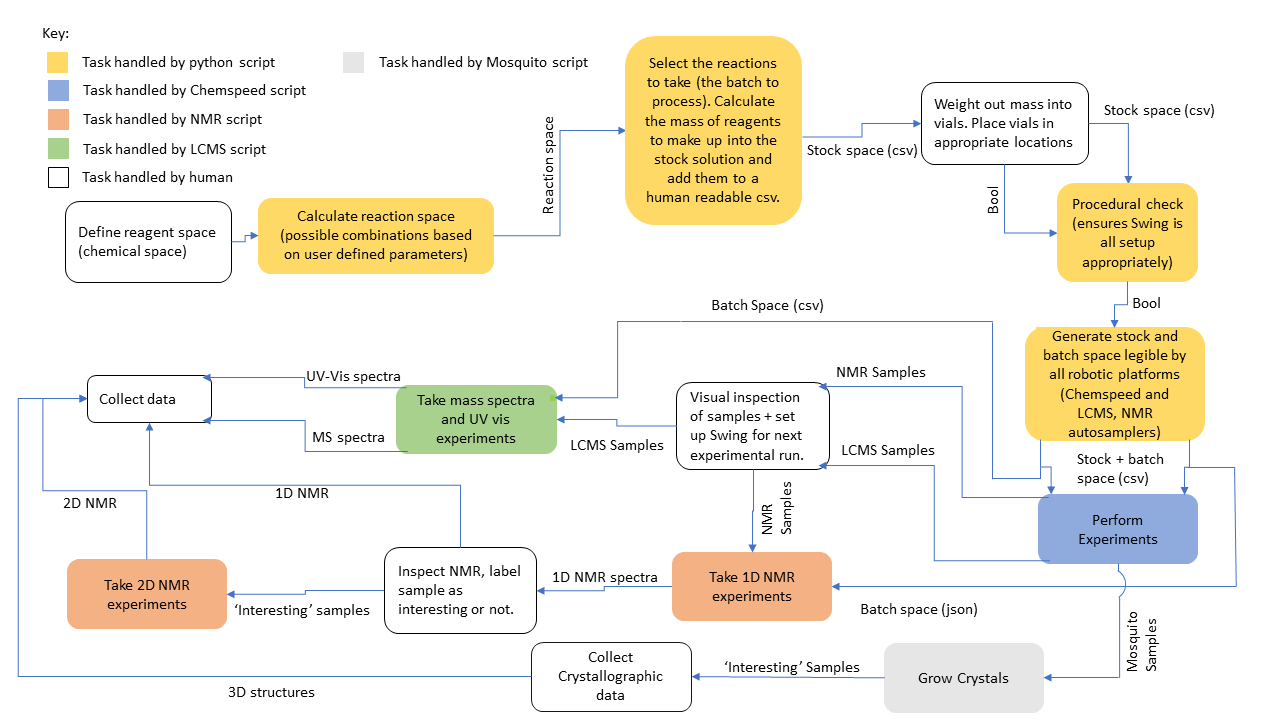 Key:
Task handled by python script
Task handled by Mosquito script
Task handled by Chemspeed script
Task handled by NMR script
Task handled by LCMS script
Task handled by human
Define reagent space
(chemical space)
Calculate reaction space
(possible combinations based
on user defined parameters)
Reaction space
Select the reactions
to take (the batch to
process). Calculate
the mass of reagents
to make up into the
stock solution and
add them to a
human readable csv.
Stock space (csv)
Weight out mass into
vials. Place vials in
appropriate locations
Stock space (csv)
Bool
Procedural check
(ensures Swing is
all setup
appropriately)
Bool
Batch Space (csv)
Generate stock and
batch space legible by
all robotic platforms
(Chemspeed and
LCMS, NMR
autosamplers)
Stock + batch
space (csv)
Perform
Experiments
NMR Samples
LCMS Samples
Visual inspection
of samples + set
up Swing for next
experimental run.
LCMS Samples
Take mass spectra
and UV vis
experiments
UV-Vis spectra
MS spectra
Collect data
NMR
Samples
Take 1D NMR
experiments
Batch space (json)
1D NMR spectra
Inspect NMR, label
sample as
interesting or not.
1D NMR
‘Interesting’ samples
Take 2D NMR
experiments
2D NMR
Mosquito
Samples
Grow Crystals
‘Interesting’ Samples
Collect
Crystallographic
data
3D structures